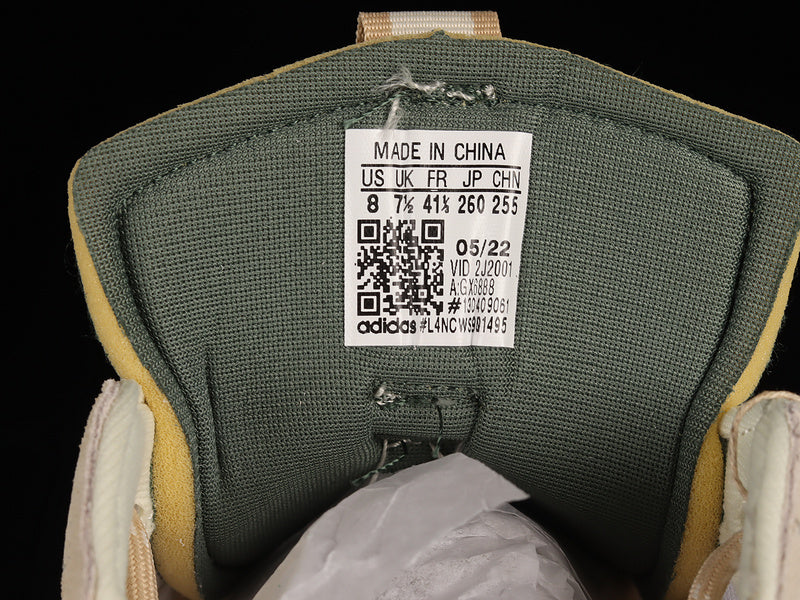 MADE IN CHINA
US UK FR JP CHN
8 7½ 41⅓ 260 255
05/22
VID 2J2001
A:GX6888
#130409061
adidas #L4NCWS991495